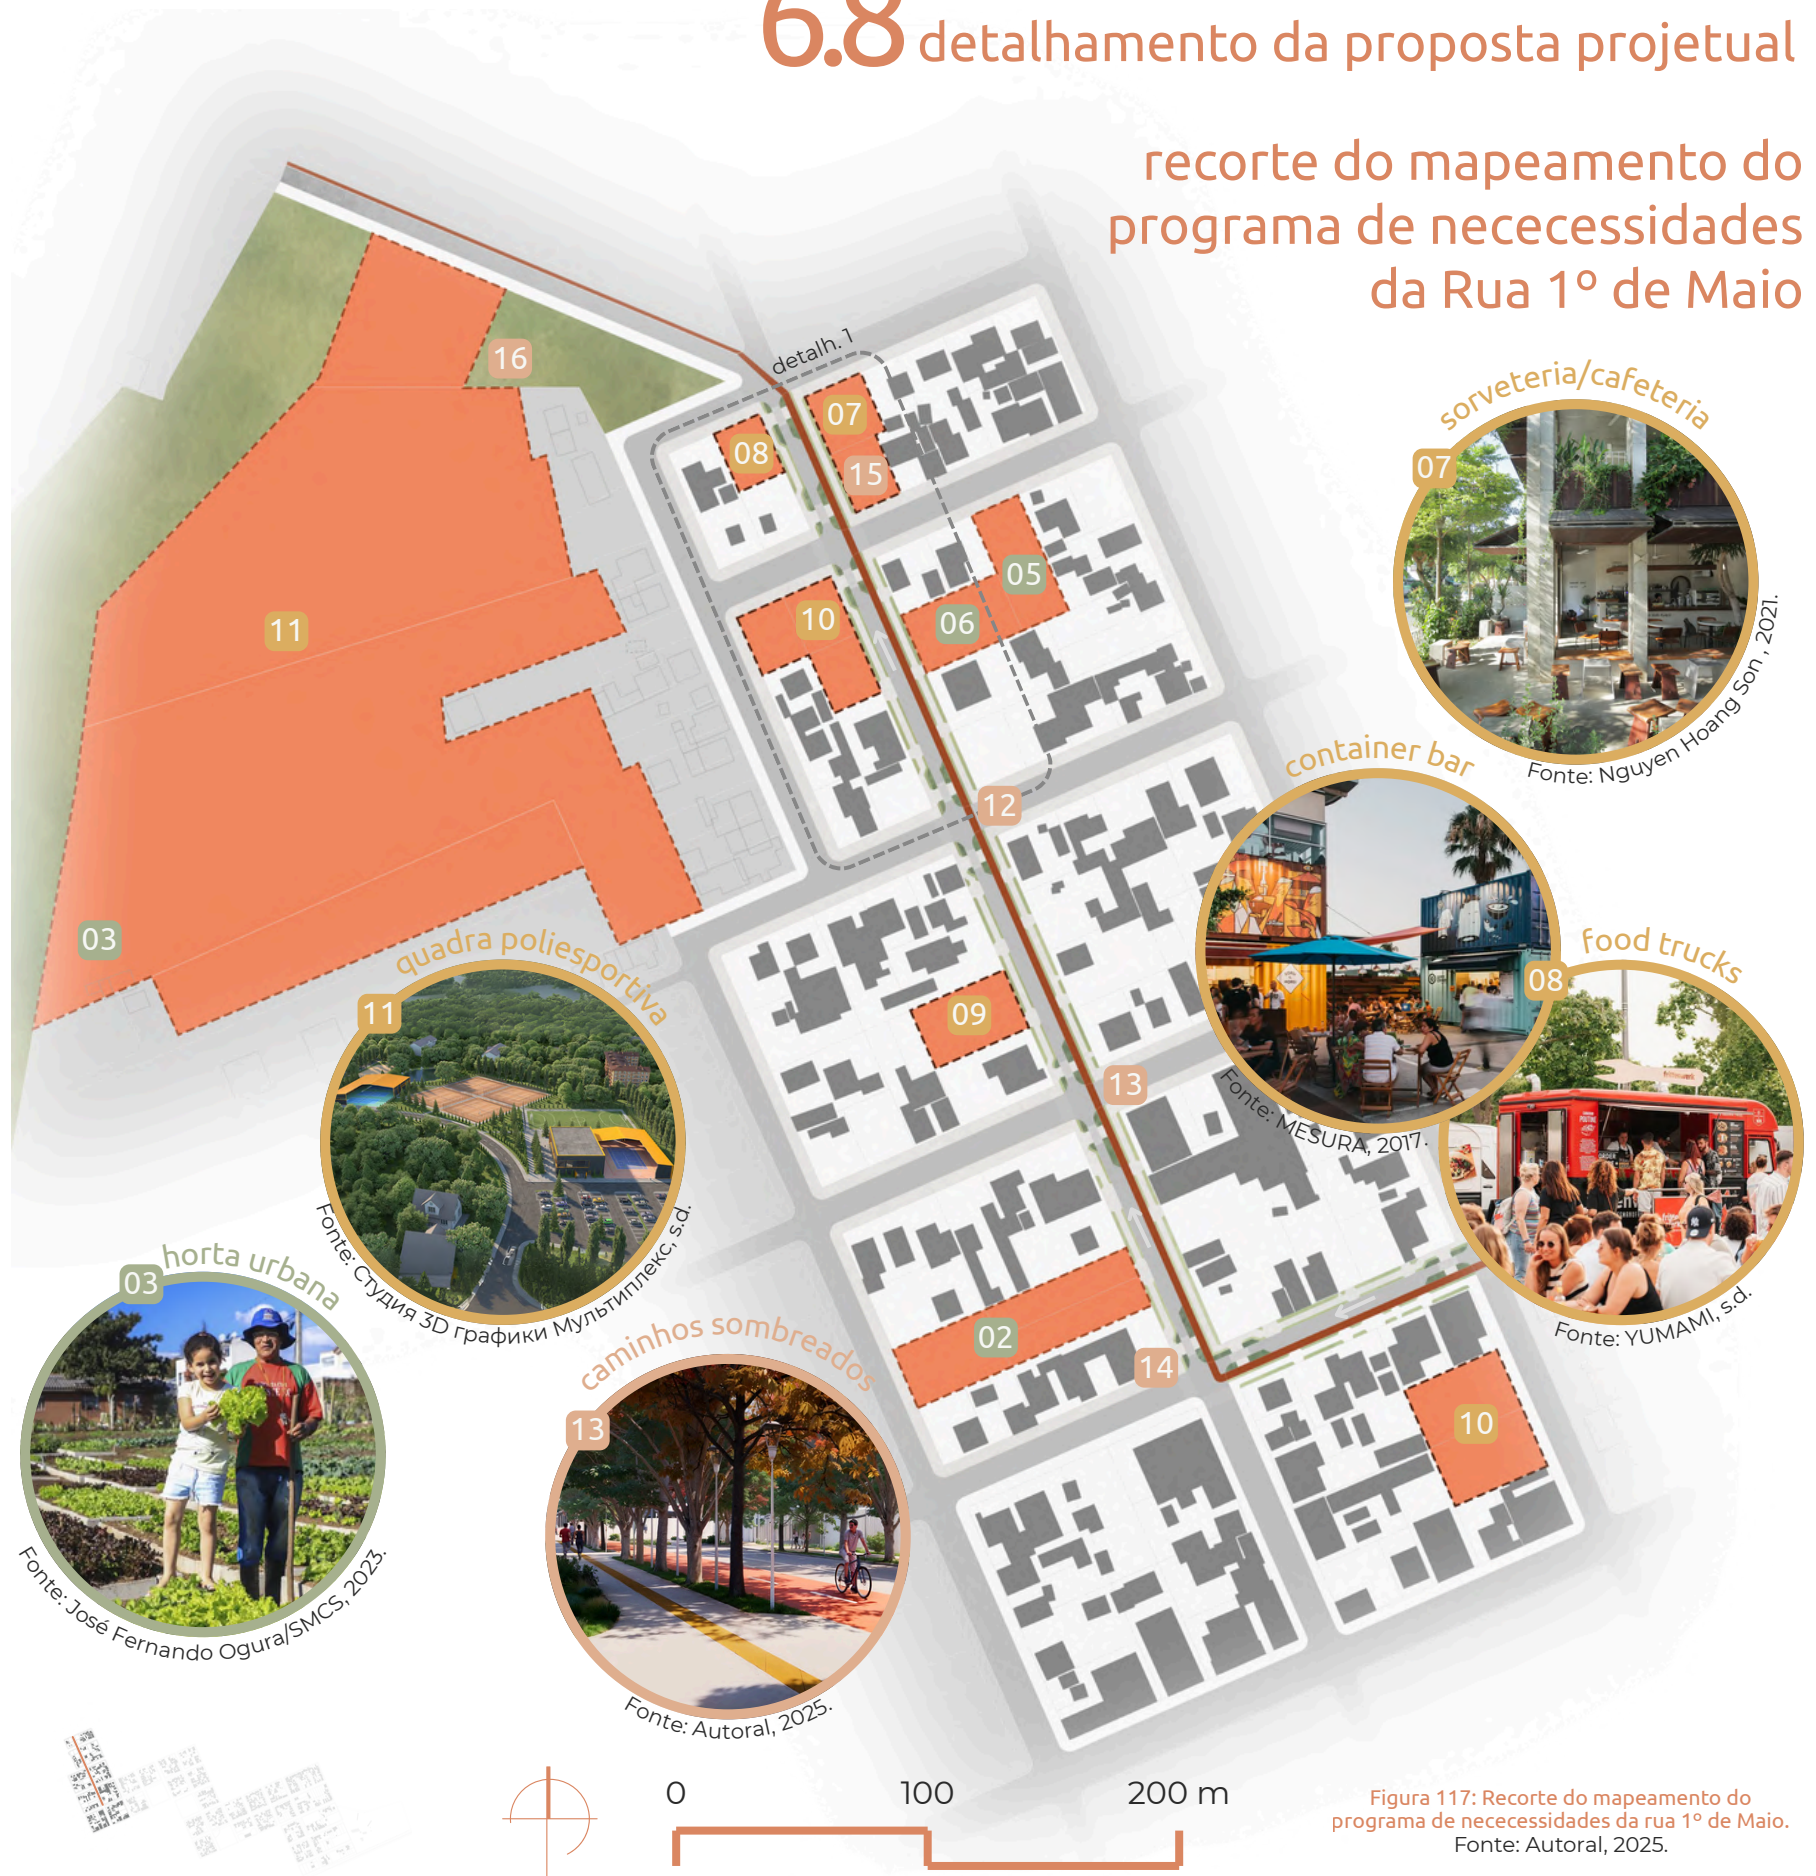 6.8 detalhamento da proposta projetual
recorte do mapeamento do
programa de nececessidades
da Rua 1º de Maio
detalh. 1
16
07
08
15
05
06
10
11
12
03
09
13
02
14
10
sorveteria/cafeteria
07
Fonte: Nguyen Hoang Son , 2021.
container bar
Fonte: MESURA, 2017.
food trucks
08
Fonte: YUMAMI, s.d.
quadra poliesportiva
11
Fonte: Студия 3D графики Мультиплекс, s.d.
horta urbana
03
Fonte: José Fernando Ogura/SMCS, 2023.
caminhos sombreados
13
Fonte: Autoral, 2025.
0 100 200 m
Figura 117: Recorte do mapeamento do
programa de nececessidades da rua 1º de Maio.
Fonte: Autoral, 2025.